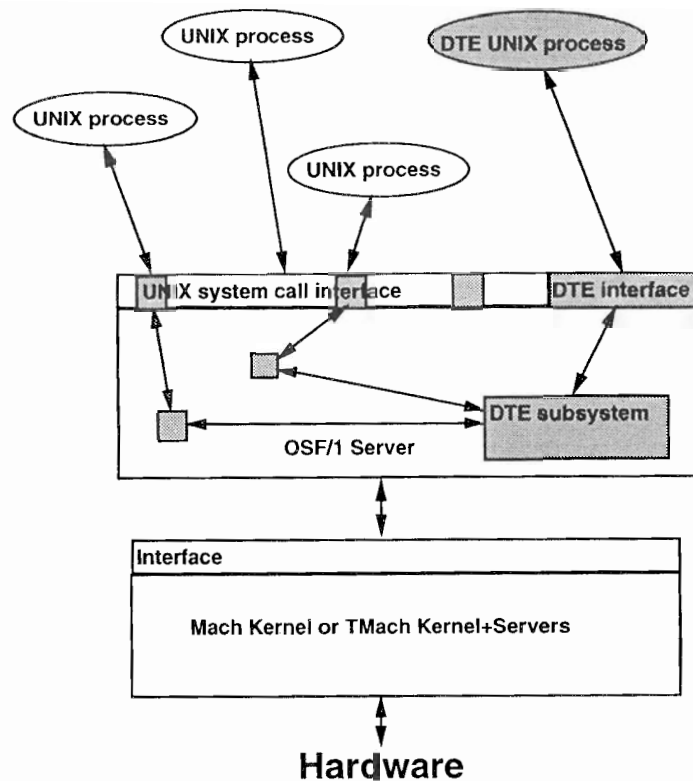 UNIX process
DTE UNIX process
UNIX process
UNIX process
UNIX system call interface
DTE interface
DTE subsystem
OSF/1 Server
Interface
Mach Kernel or TMach Kernel+Servers
Hardware